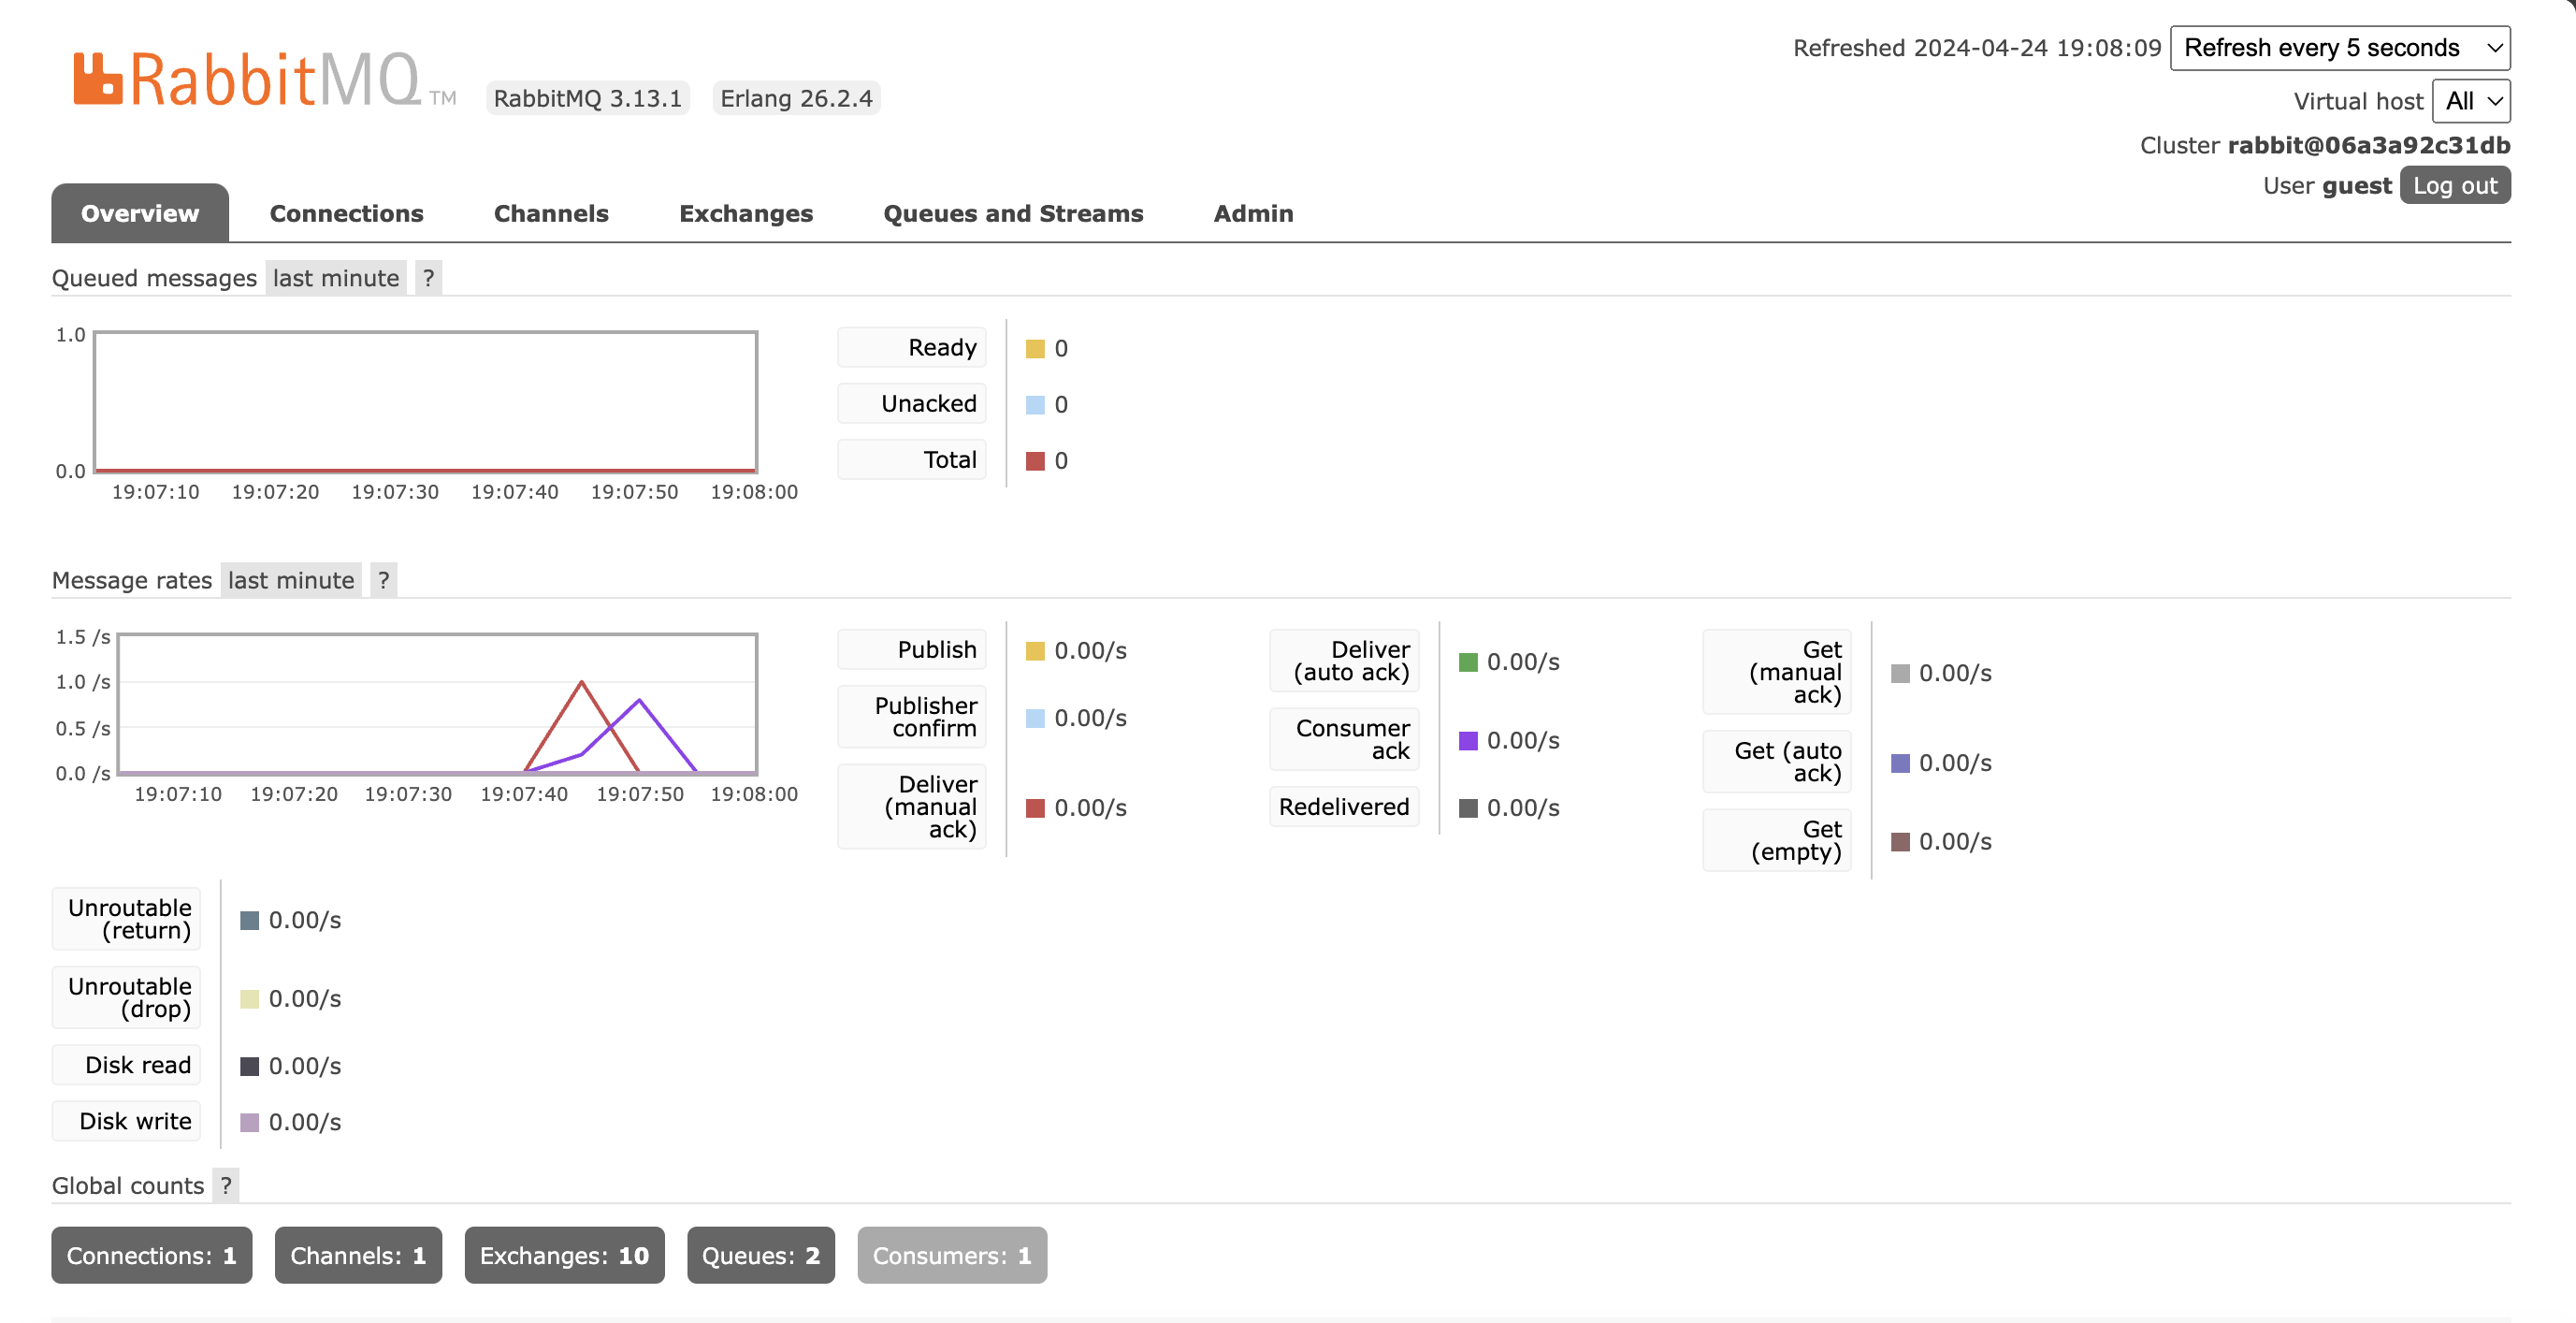 RabbitMQ TM
RabbitMQ 3.13.1
Erlang 26.2.4
Refreshed 2024-04-24 19:08:09
Refresh every 5 seconds
Virtual host All
Cluster rabbit@06a3a92c31db
User guest Log out
Overview Connections Channels Exchanges Queues and Streams Admin
Queued messages last minute ?
1.0
0.0
19:07:10 19:07:20 19:07:30 19:07:40 19:07:50 19:08:00
Ready 0
Unacked 0
Total 0
Message rates last minute ?
1.5 /s
1.0 /s
0.5 /s
0.0 /s
19:07:10 19:07:20 19:07:30 19:07:40 19:07:50 19:08:00
Publish 0.00/s
Publisher
confirm 0.00/s
Deliver
(manual 0.00/s
ack)
Deliver
(auto ack) 0.00/s
Consumer
ack 0.00/s
Redelivered 0.00/s
Get
(manual 0.00/s
ack)
Get (auto
ack) 0.00/s
Get
(empty) 0.00/s
Unroutable
(return) 0.00/s
Unroutable
(drop) 0.00/s
Disk read 0.00/s
Disk write 0.00/s
Global counts ?
Connections: 1 Channels: 1 Exchanges: 10 Queues: 2 Consumers: 1